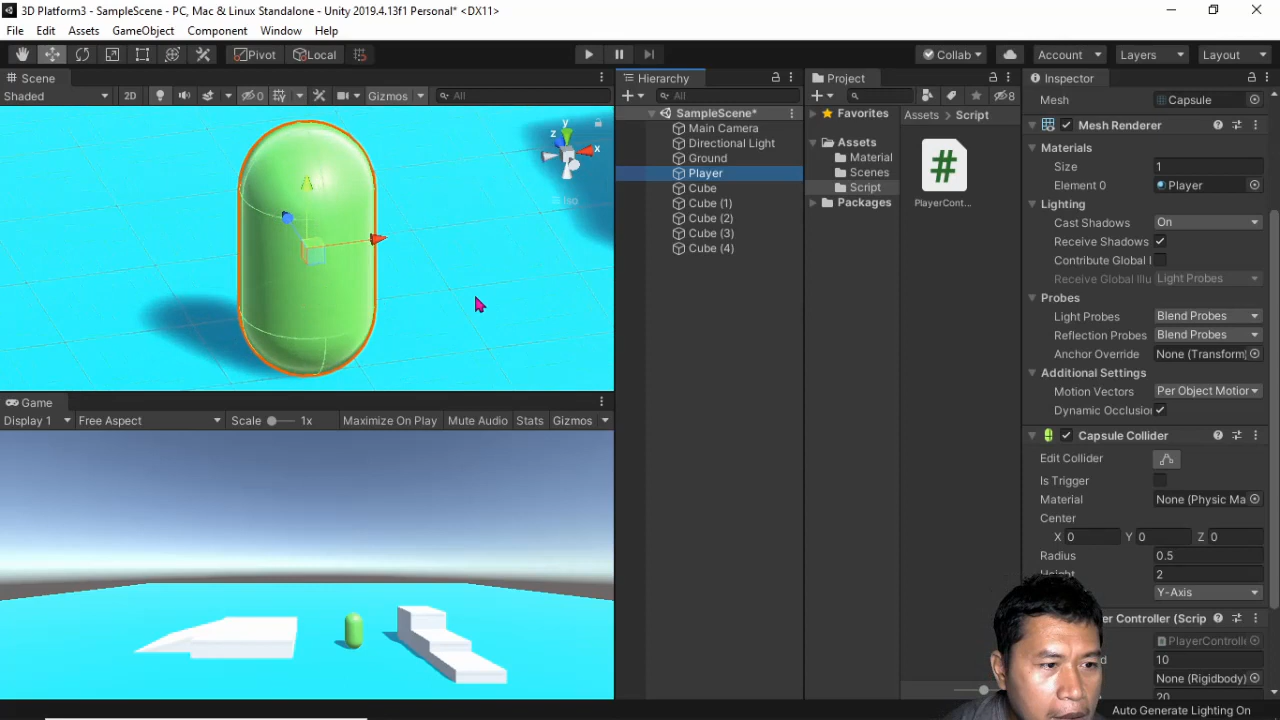 3D Platform3 - SampleScene - PC, Mac & Linux Standalone - Unity 2019.4.13f1 Personal* <DX11>
File Edit Assets GameObject Component Window Help
Pivot Local Collab Account Layers Layout
Scene Hierarchy Project Inspector
Shaded 2D 0 Gizmos All All 8
Mesh Capsule
SampleScene* Favorites Assets Script
Main Camera
Directional Light
Ground
Player
Cube
Cube (1)
Cube (2)
Cube (3)
Cube (4)
Assets
Material
Scenes
Script
Packages
PlayerCont...
y
z
x
Iso
Mesh Renderer
Materials
Size 1
Element 0 Player
Lighting
Cast Shadows On
Receive Shadows
Contribute Global I
Receive Global Illu Light Probes
Probes
Light Probes Blend Probes
Reflection Probes Blend Probes
Anchor Override None (Transform)
Additional Settings
Motion Vectors Per Object Motion
Dynamic Occlusion
Capsule Collider
Edit Collider
Is Trigger
Material None (Physic Ma
Center
X 0 Y 0 Z 0
Radius 0.5
Height 2
Y-Axis
er Controller (Scrip
PlayerControlle
10
None (Rigidbody)
20
Game
Display 1 Free Aspect Scale 1x Maximize On Play Mute Audio Stats Gizmos
Auto Generate Lighting On